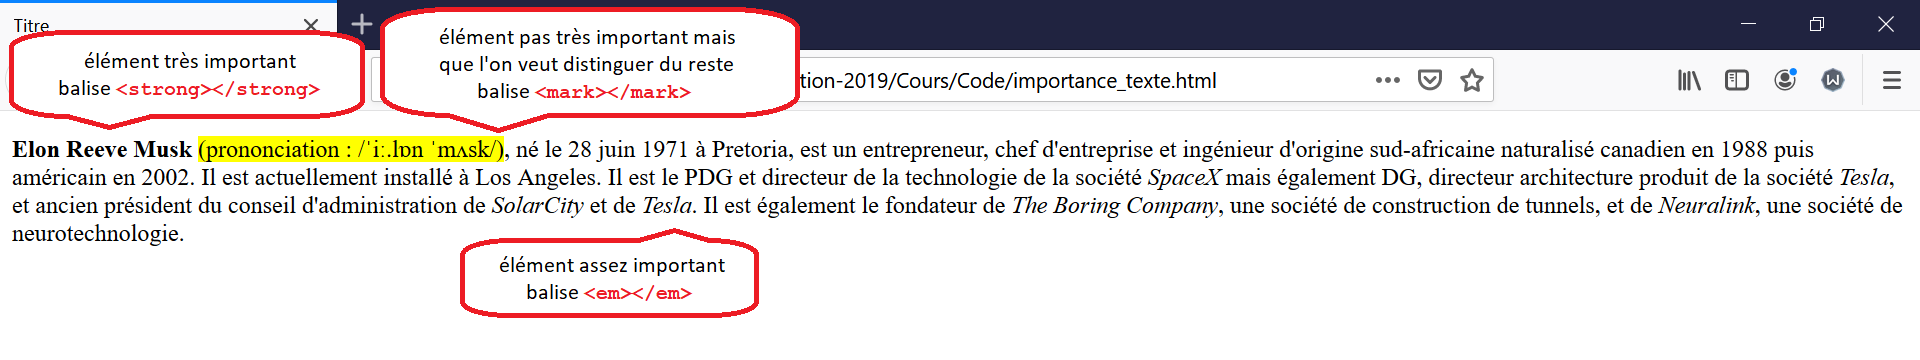 Titre
élément très important
balise <strong></strong>
élément pas très important mais
que l'on veut distinguer du reste
balise <mark></mark>
tion-2019/Cours/Code/importance_texte.html
Elon Reeve Musk (prononciation : /ˈiː.lɒn ˈmʌsk/), né le 28 juin 1971 à Pretoria, est un entrepreneur, chef d'entreprise et ingénieur d'origine sud-africaine naturalisé canadien en 1988 puis
américain en 2002. Il est actuellement installé à Los Angeles. Il est le PDG et directeur de la technologie de la société SpaceX mais également DG, directeur architecture produit de la société Tesla,
et ancien président du conseil d'administration de SolarCity et de Tesla. Il est également le fondateur de The Boring Company, une société de construction de tunnels, et de Neuralink, une société de
neurotechnologie.
élément assez important
balise <em></em>